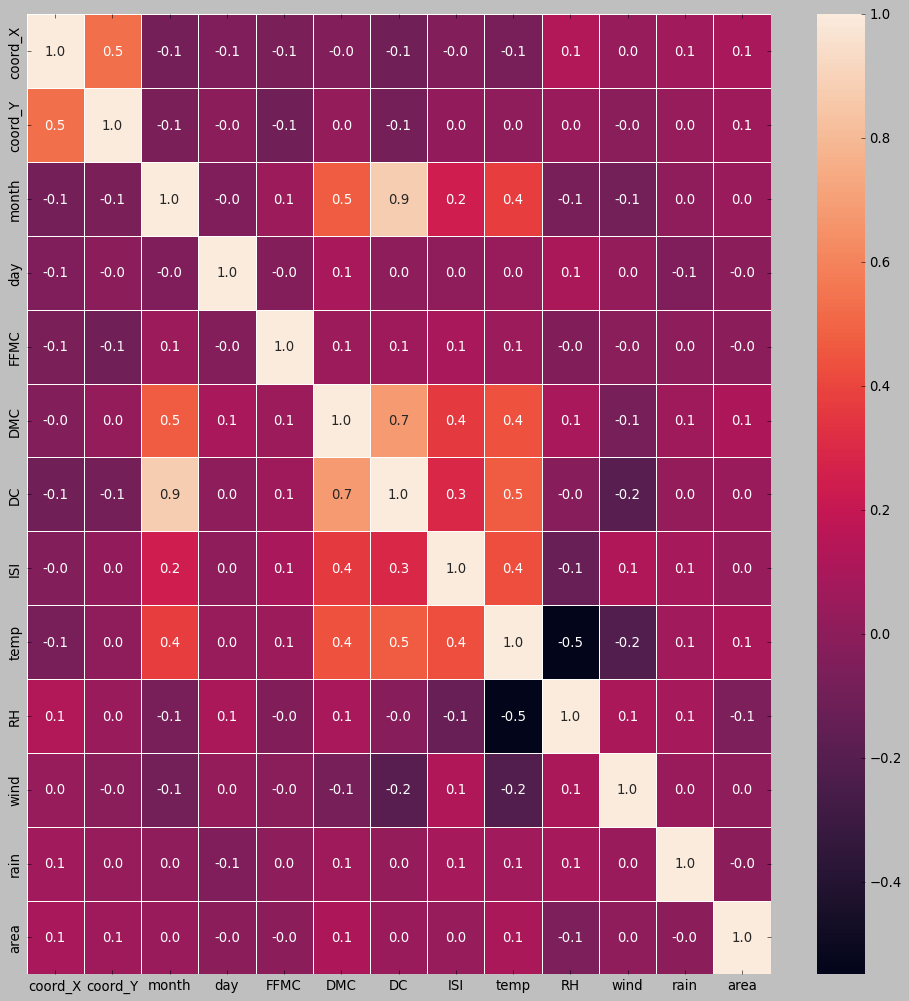 coord_X 1.0 0.5 -0.1 -0.1 -0.1 -0.0 -0.1 -0.0 -0.1 0.1 0.0 0.1 0.1
coord_Y 0.5 1.0 -0.1 -0.0 -0.1 0.0 -0.1 0.0 0.0 0.0 -0.0 0.0 0.1
month -0.1 -0.1 1.0 -0.0 0.1 0.5 0.9 0.2 0.4 -0.1 -0.1 0.0 0.0
day -0.1 -0.0 -0.0 1.0 -0.0 0.1 0.0 0.0 0.0 0.1 0.0 -0.1 -0.0
FFMC -0.1 -0.1 0.1 -0.0 1.0 0.1 0.1 0.1 0.1 -0.0 -0.0 0.0 -0.0
DMC -0.0 0.0 0.5 0.1 0.1 1.0 0.7 0.4 0.4 0.1 -0.1 0.1 0.1
DC -0.1 -0.1 0.9 0.0 0.1 0.7 1.0 0.3 0.5 -0.0 -0.2 0.0 0.0
ISI -0.0 0.0 0.2 0.0 0.1 0.4 0.3 1.0 0.4 -0.1 0.1 0.1 0.0
temp -0.1 0.0 0.4 0.0 0.1 0.4 0.5 0.4 1.0 -0.5 -0.2 0.1 0.1
RH 0.1 0.0 -0.1 0.1 -0.0 0.1 -0.0 -0.1 -0.5 1.0 0.1 0.1 -0.1
wind 0.0 -0.0 -0.1 0.0 -0.0 -0.1 -0.2 0.1 -0.2 0.1 1.0 0.0 0.0
rain 0.1 0.0 0.0 -0.1 0.0 0.1 0.0 0.1 0.1 0.1 0.0 1.0 -0.0
area 0.1 0.1 0.0 -0.0 -0.0 0.1 0.0 0.0 0.1 -0.1 0.0 -0.0 1.0
coord_X coord_Y month day FFMC DMC DC ISI temp RH wind rain area
1.0
0.8
0.6
0.4
0.2
0.0
−0.2
−0.4